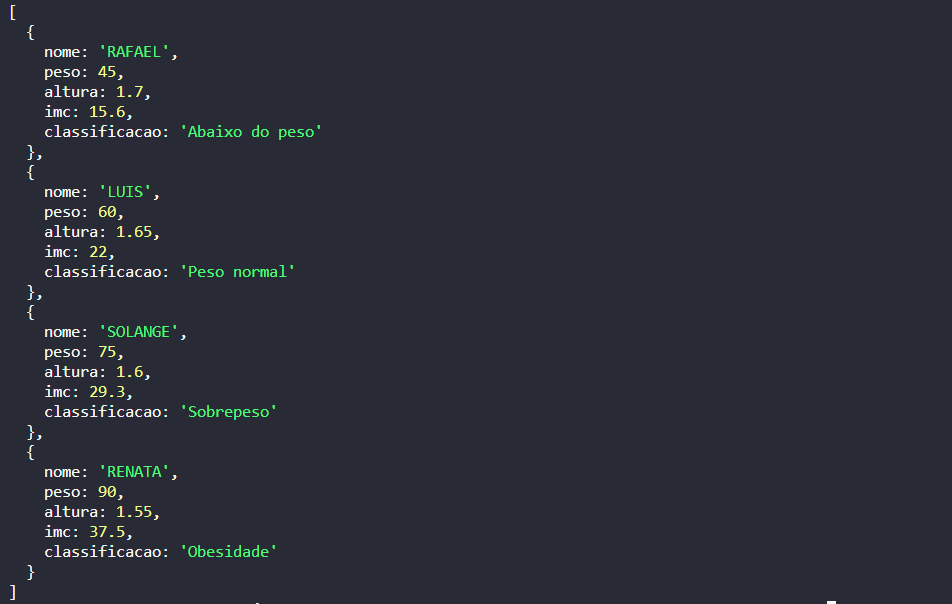 [
  {
    nome: 'RAFAEL',
    peso: 45,
    altura: 1.7,
    imc: 15.6,
    classificacao: 'Abaixo do peso'
  },
  {
    nome: 'LUIS',
    peso: 60,
    altura: 1.65,
    imc: 22,
    classificacao: 'Peso normal'
  },
  {
    nome: 'SOLANGE',
    peso: 75,
    altura: 1.6,
    imc: 29.3,
    classificacao: 'Sobrepeso'
  },
  {
    nome: 'RENATA',
    peso: 90,
    altura: 1.55,
    imc: 37.5,
    classificacao: 'Obesidade'
  }
]